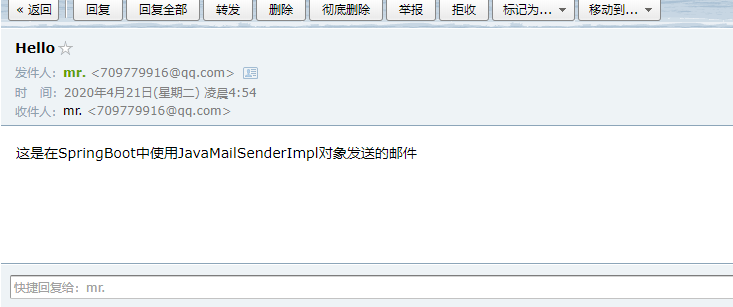 « 返回 回复 回复全部 转发 删除 彻底删除 举报 拒收 标记为... 移动到...
Hello
发件人：mr. <709779916@qq.com>
时 间：2020年4月21日(星期二) 凌晨4:54
收件人：mr. <709779916@qq.com>
这是在SpringBoot中使用JavaMailSenderImpl对象发送的邮件
快捷回复给：mr.